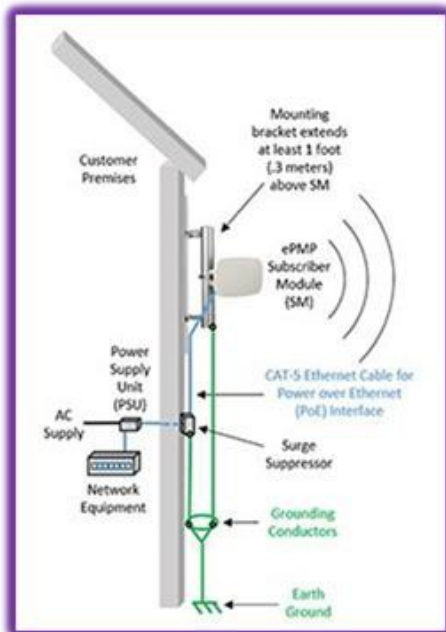 Mounting
bracket extends
at least 1 foot
(.3 meters)
above SM
Customer
Premises
ePMP
Subscriber
Module
(SM)
Power
Supply
Unit
(PSU)
CAT-5 Ethernet Cable for
Power over Ethernet
(PoE) Interface
AC
Supply
Surge
Suppressor
Network
Equipment
Grounding
Conductors
Earth
Ground